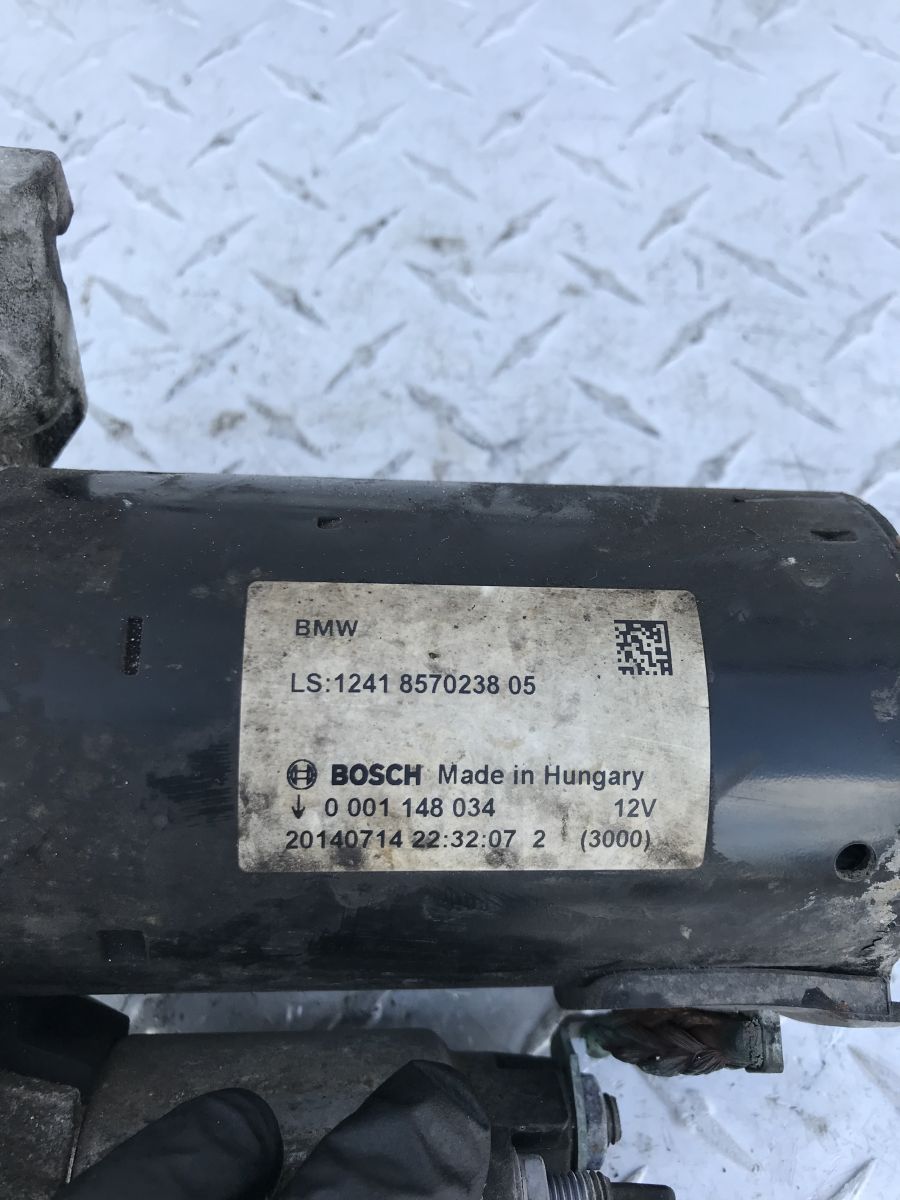 BMW
LS:1241 8570238 05
BOSCH Made in Hungary
↓ 0 001 148 034 12V
20140714 22:32:07 2 (3000)